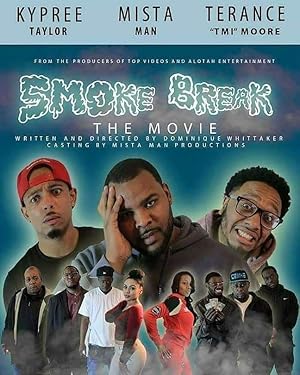 KYPREE MISTA TERANCE
TAYLOR MAN "TMI" MOORE
FROM THE PRODUCERS OF TOP VIDEOS AND ALOTAH ENTERTAINMENT
SMOKE BREAK
THE MOVIE
WRITTEN AND DIRECTED BY DOMINIQUE WHITTAKER
CASTING BY MISTA MAN PRODUCTIONS